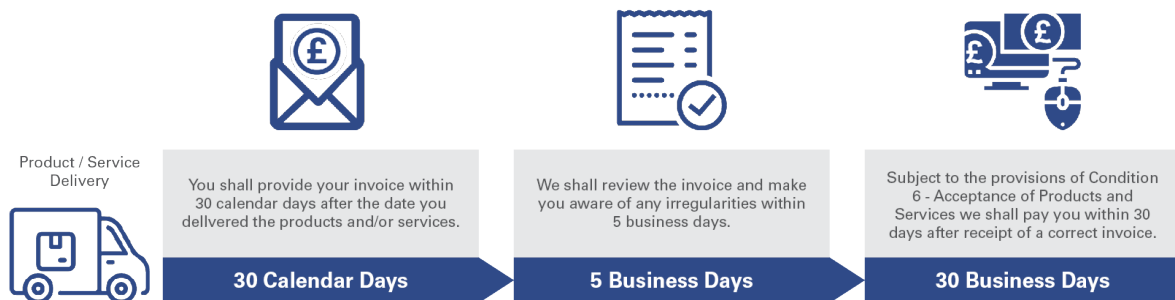 £
£
£
Product / Service
Delivery
You shall provide your invoice within
30 calendar days after the date you
delivered the products and/or services.
30 Calendar Days
We shall review the invoice and make
you aware of any irregularities within
5 business days.
5 Business Days
Subject to the provisions of Condition
6 - Acceptance of Products and
Services we shall pay you within 30
days after receipt of a correct invoice.
30 Business Days